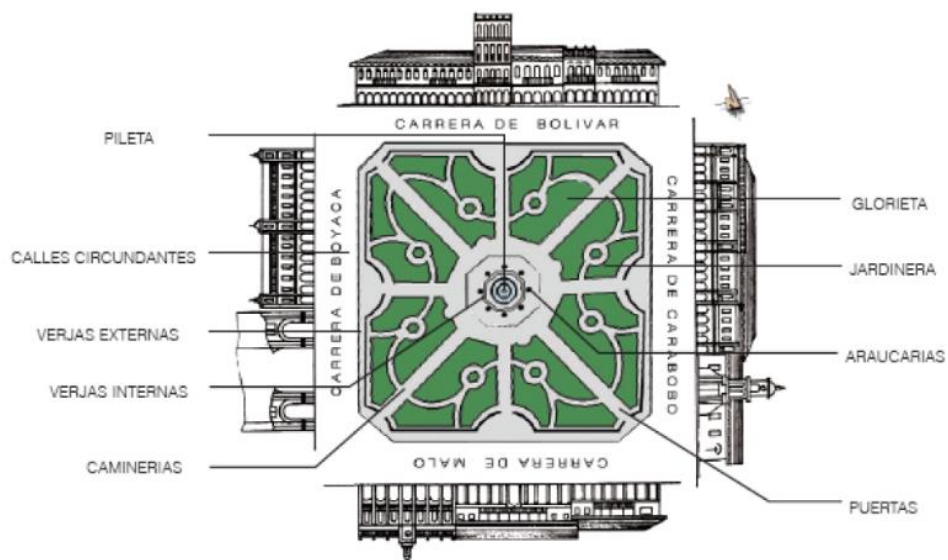 CARRERA DE BOLIVAR
PILETA
GLORIETA
CALLES CIRCUNDANTES
CARRERA DE BOYACA
CARRERA DE CARABOBO
JARDINERA
VERJAS EXTERNAS
ARAUCARIAS
VERJAS INTERNAS
CAMINERIAS
CARRERA DE MALO
PUERTAS